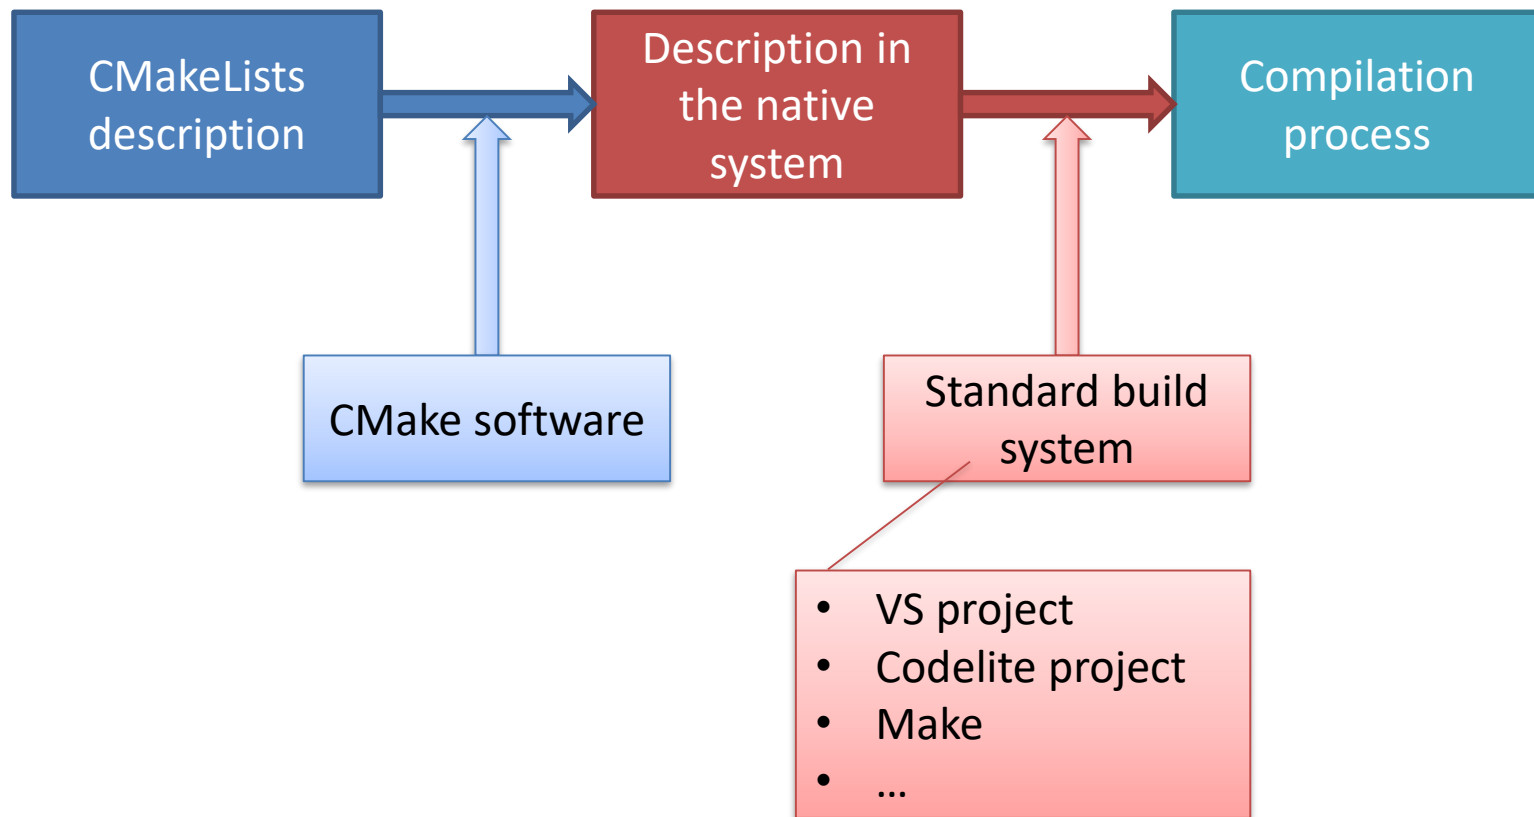 CMakeLists
description
Description in
the native
system
Compilation
process
CMake software
Standard build
system
• VS project
• Codelite project
• Make
• …